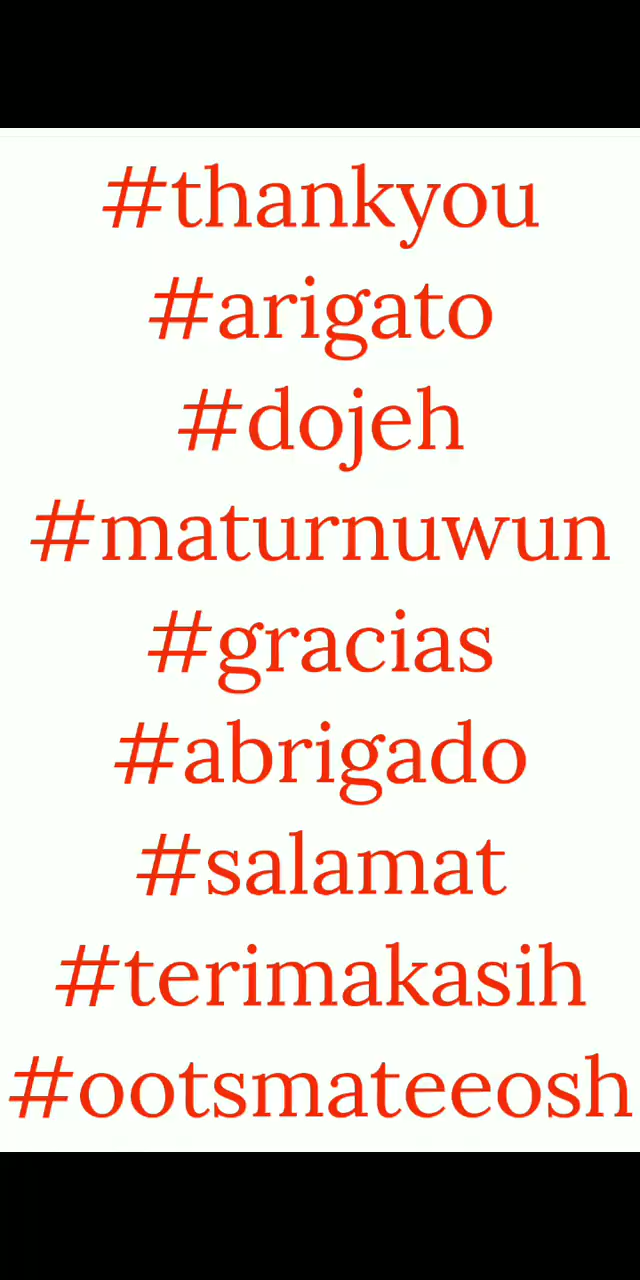 #thankyou
#arigato
#dojeh
#maturnuwun
#gracias
#abrigado
#salamat
#terimakasih
#ootsmateeosh